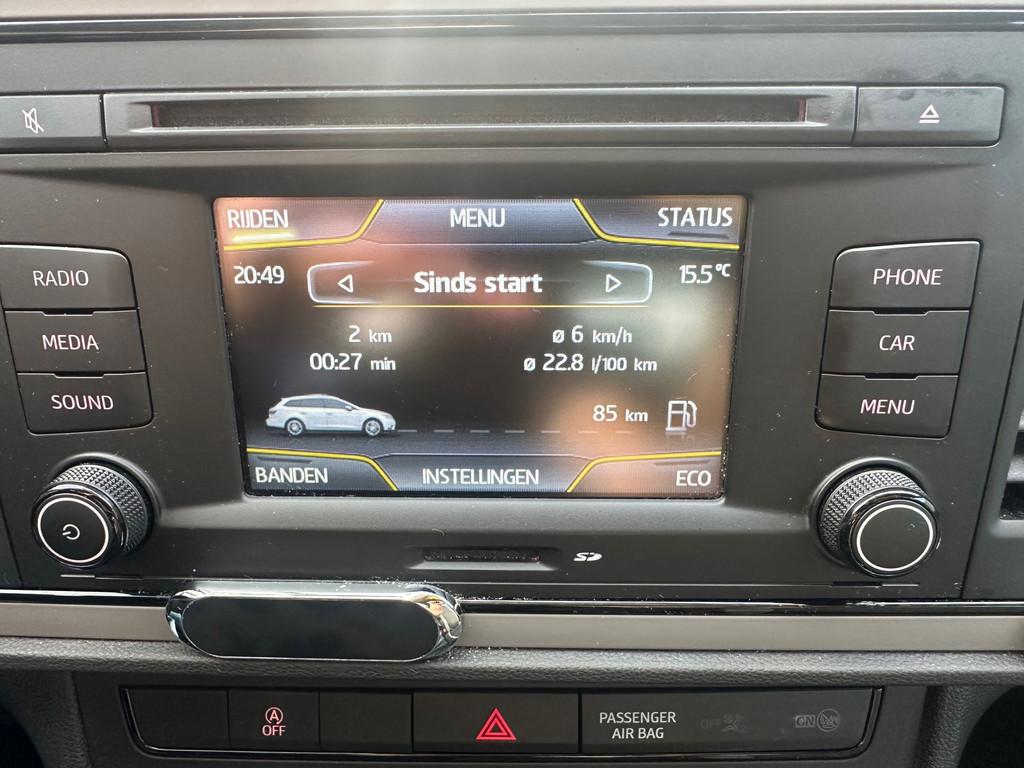 RIJDEN MENU STATUS
20:49 Sinds start 15.5°C
2 km ø 6 km/h
00:27 min ø 22.8 l/100 km
85 km
BANDEN INSTELLINGEN ECO
RADIO
MEDIA
SOUND
PHONE
CAR
MENU
SD
A
OFF
PASSENGER
AIR BAG
OFF
ON